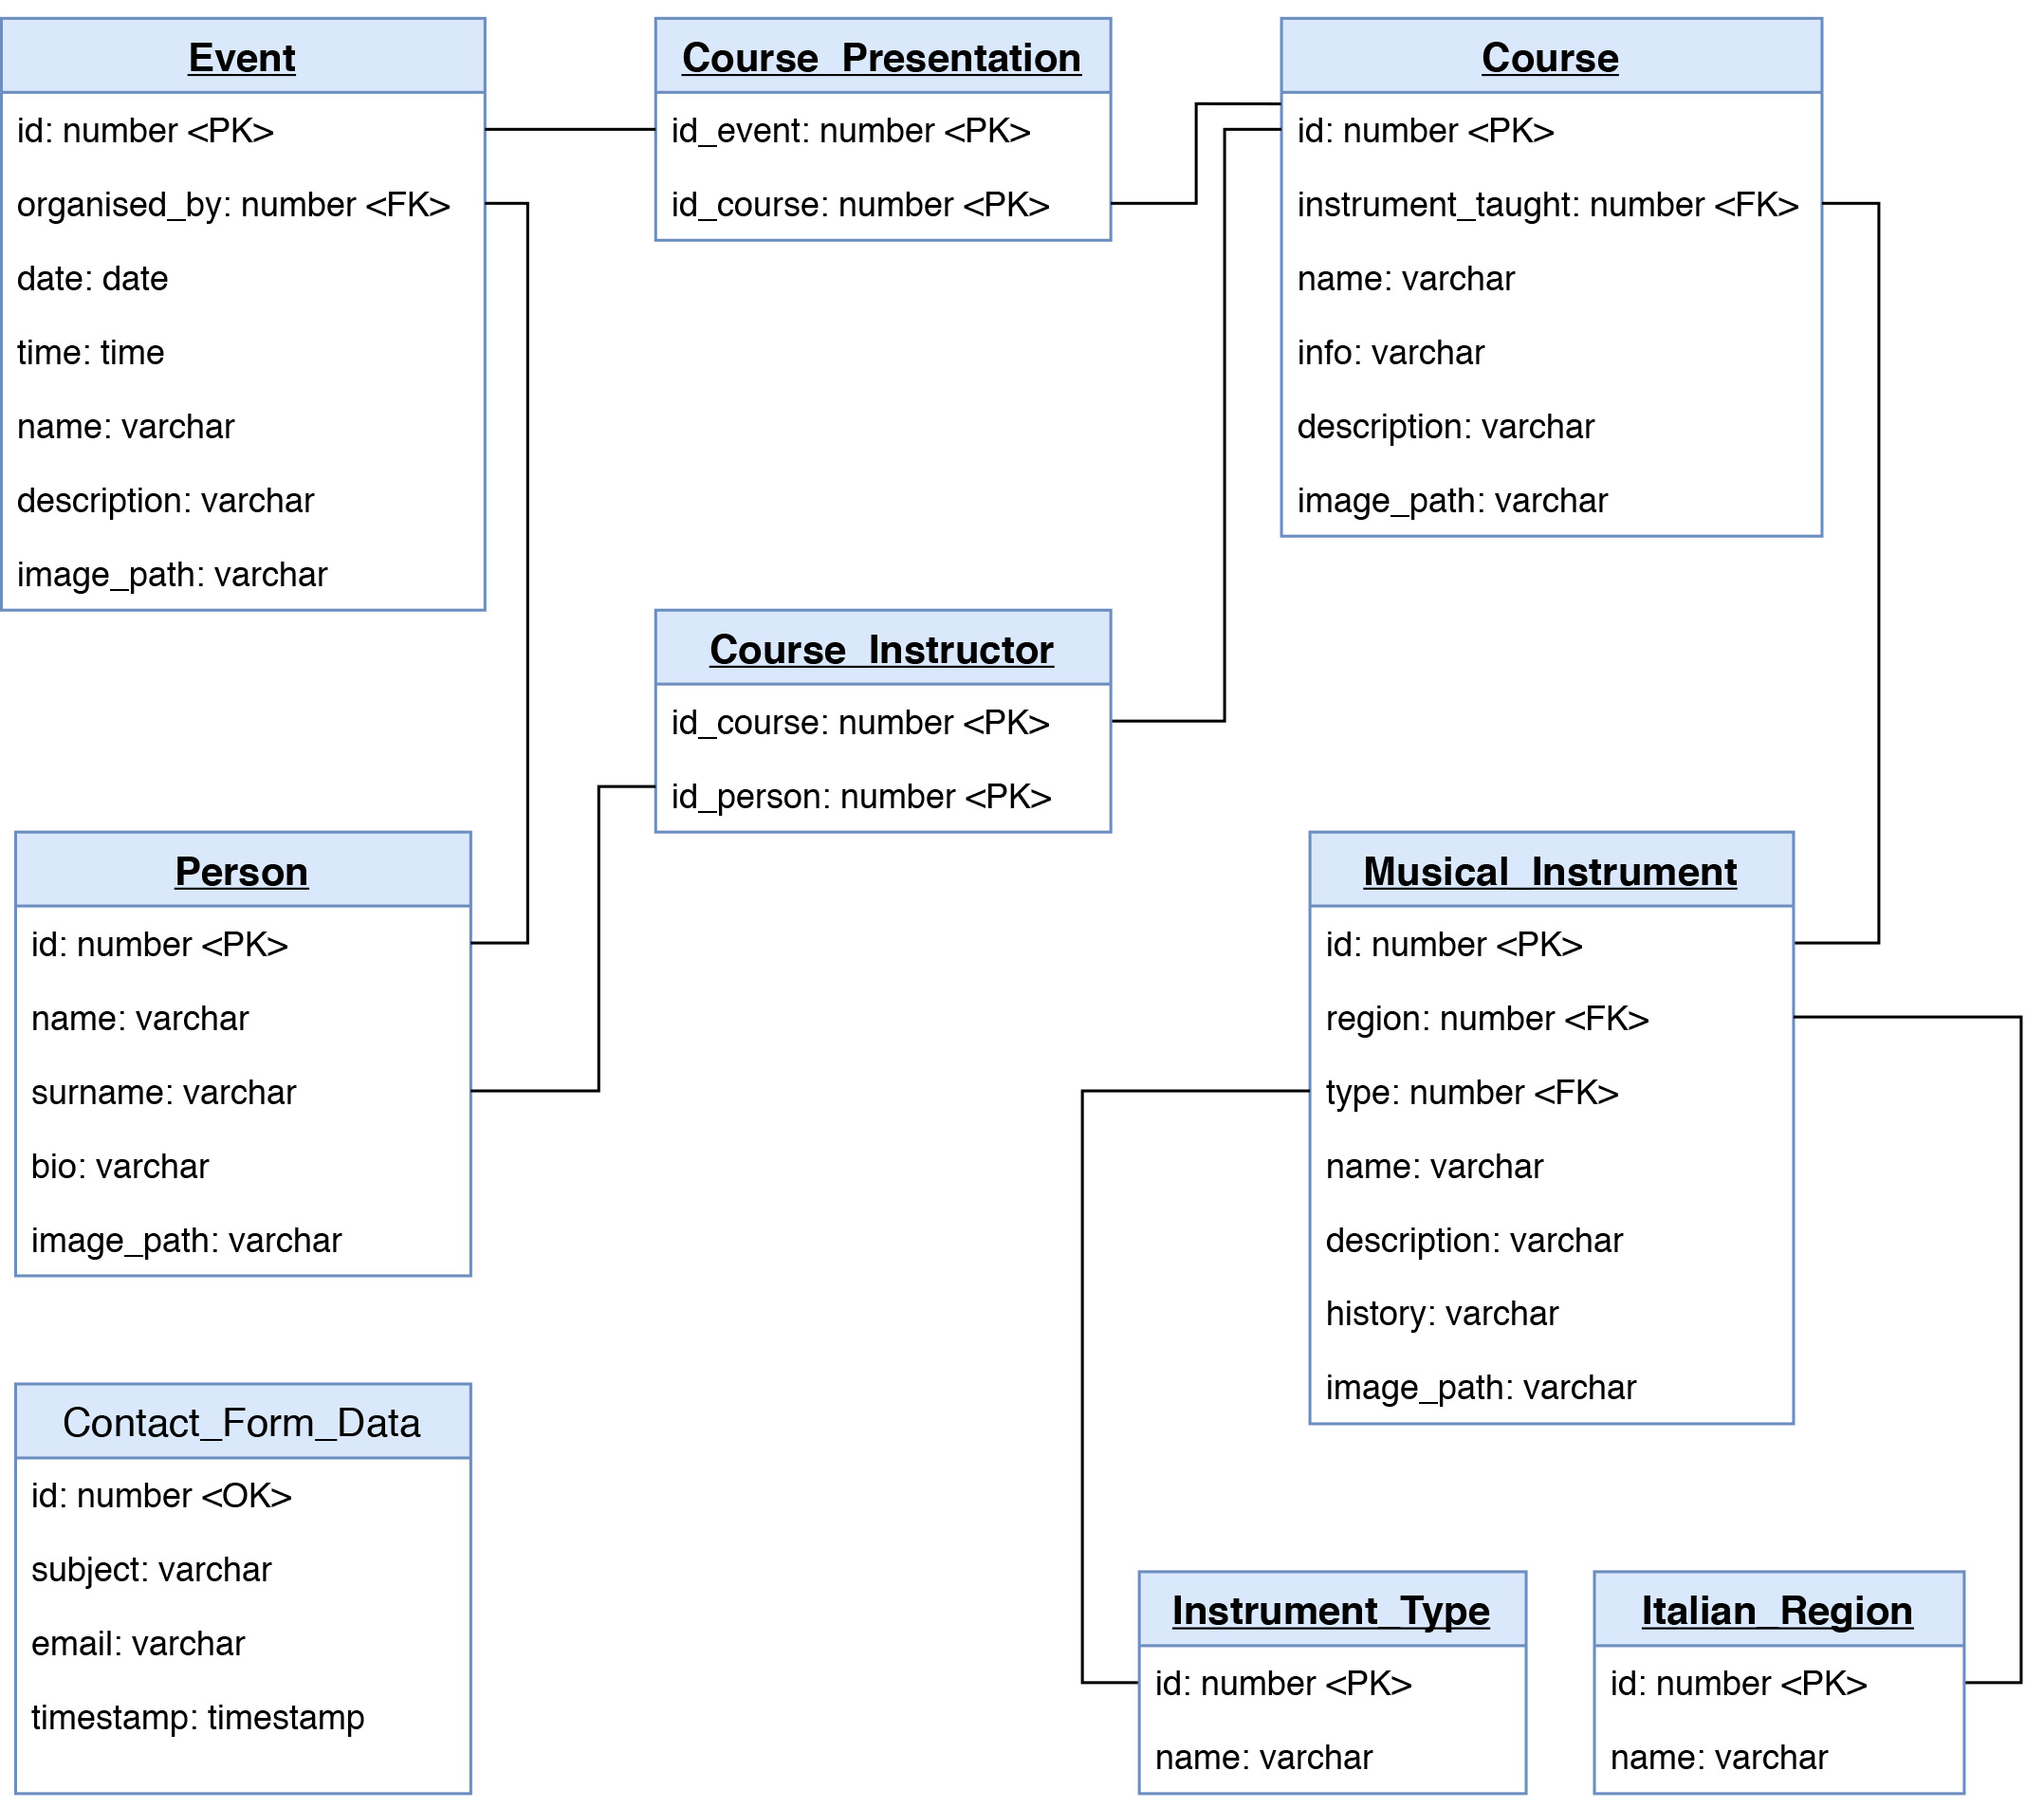 Event
id: number <PK>
organised_by: number <FK>
date: date
time: time
name: varchar
description: varchar
image_path: varchar
Course_Presentation
id_event: number <PK>
id_course: number <PK>
Course
id: number <PK>
instrument_taught: number <FK>
name: varchar
info: varchar
description: varchar
image_path: varchar
Course_Instructor
id_course: number <PK>
id_person: number <PK>
Person
id: number <PK>
name: varchar
surname: varchar
bio: varchar
image_path: varchar
Musical_Instrument
id: number <PK>
region: number <FK>
type: number <FK>
name: varchar
description: varchar
history: varchar
image_path: varchar
Contact_Form_Data
id: number <OK>
subject: varchar
email: varchar
timestamp: timestamp
Instrument_Type
id: number <PK>
name: varchar
Italian_Region
id: number <PK>
name: varchar